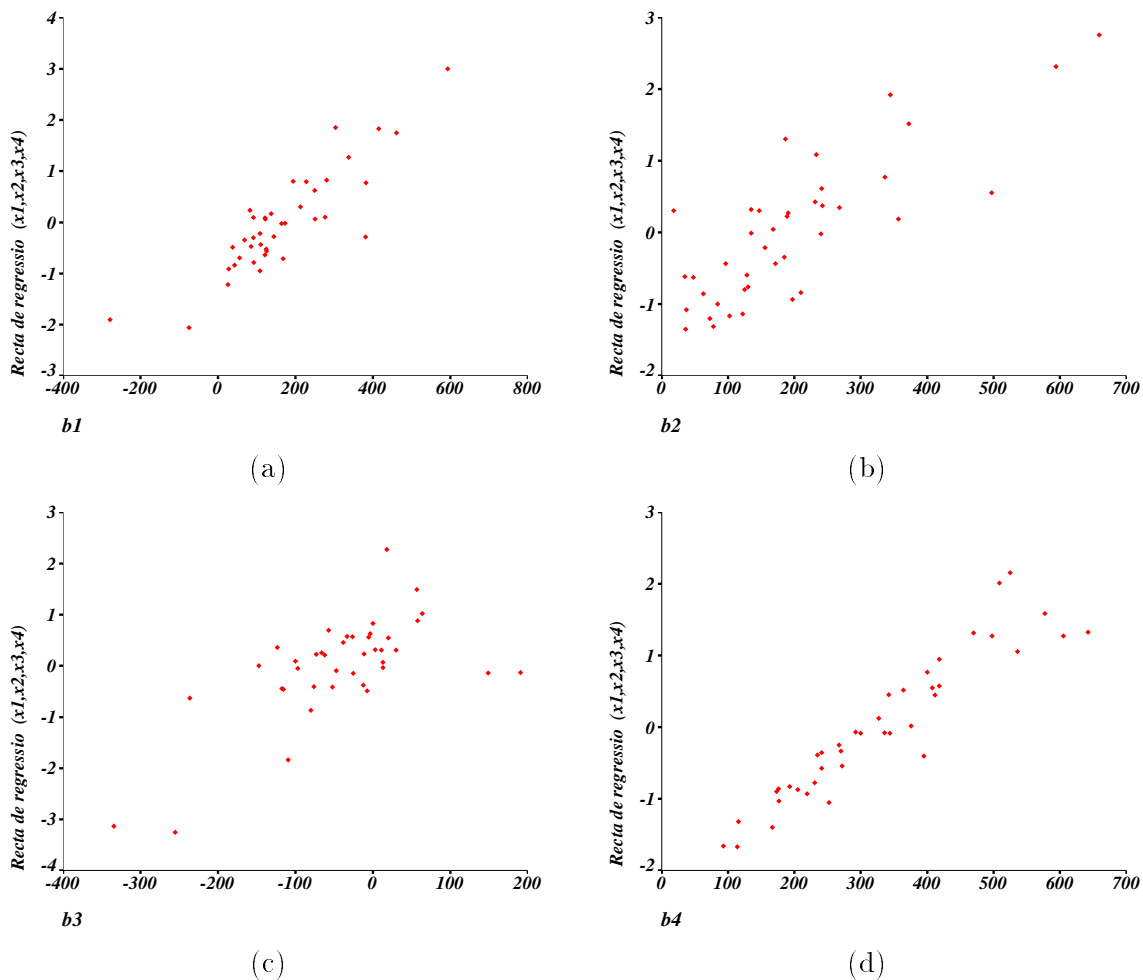 4
3
2
1
0
-1
-2
-3
Recta de regressio (x1,x2,x3,x4)
-400 -200 0 200 400 600 800
b1
(a)
3
2
1
0
-1
-2
Recta de regressio (x1,x2,x3,x4)
0 100 200 300 400 500 600 700
b2
(b)
3
2
1
0
-1
-2
-3
-4
Recta de regressio (x1,x2,x3,x4)
-400 -300 -200 -100 0 100 200
b3
(c)
3
2
1
0
-1
-2
Recta de regressio (x1,x2,x3,x4)
0 100 200 300 400 500 600 700
b4
(d)